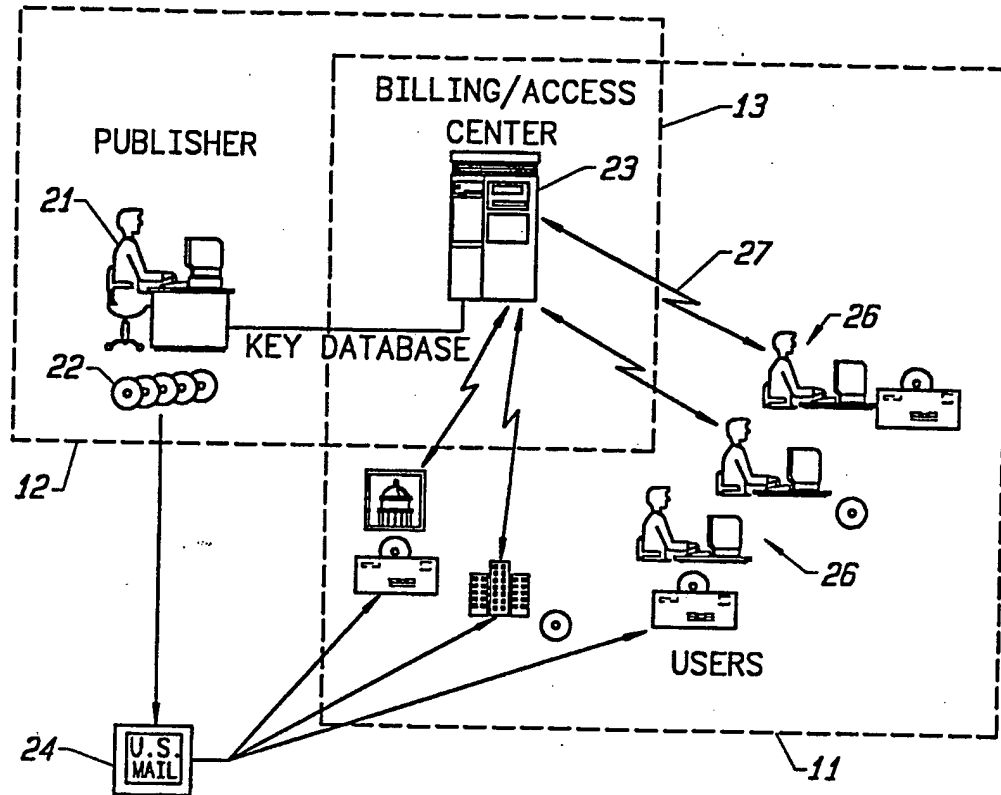 BILLING/ACCESS
CENTER
13
PUBLISHER
23
21
27
26
KEY DATABASE
22
12
26
USERS
24
U.S.
MAIL
11